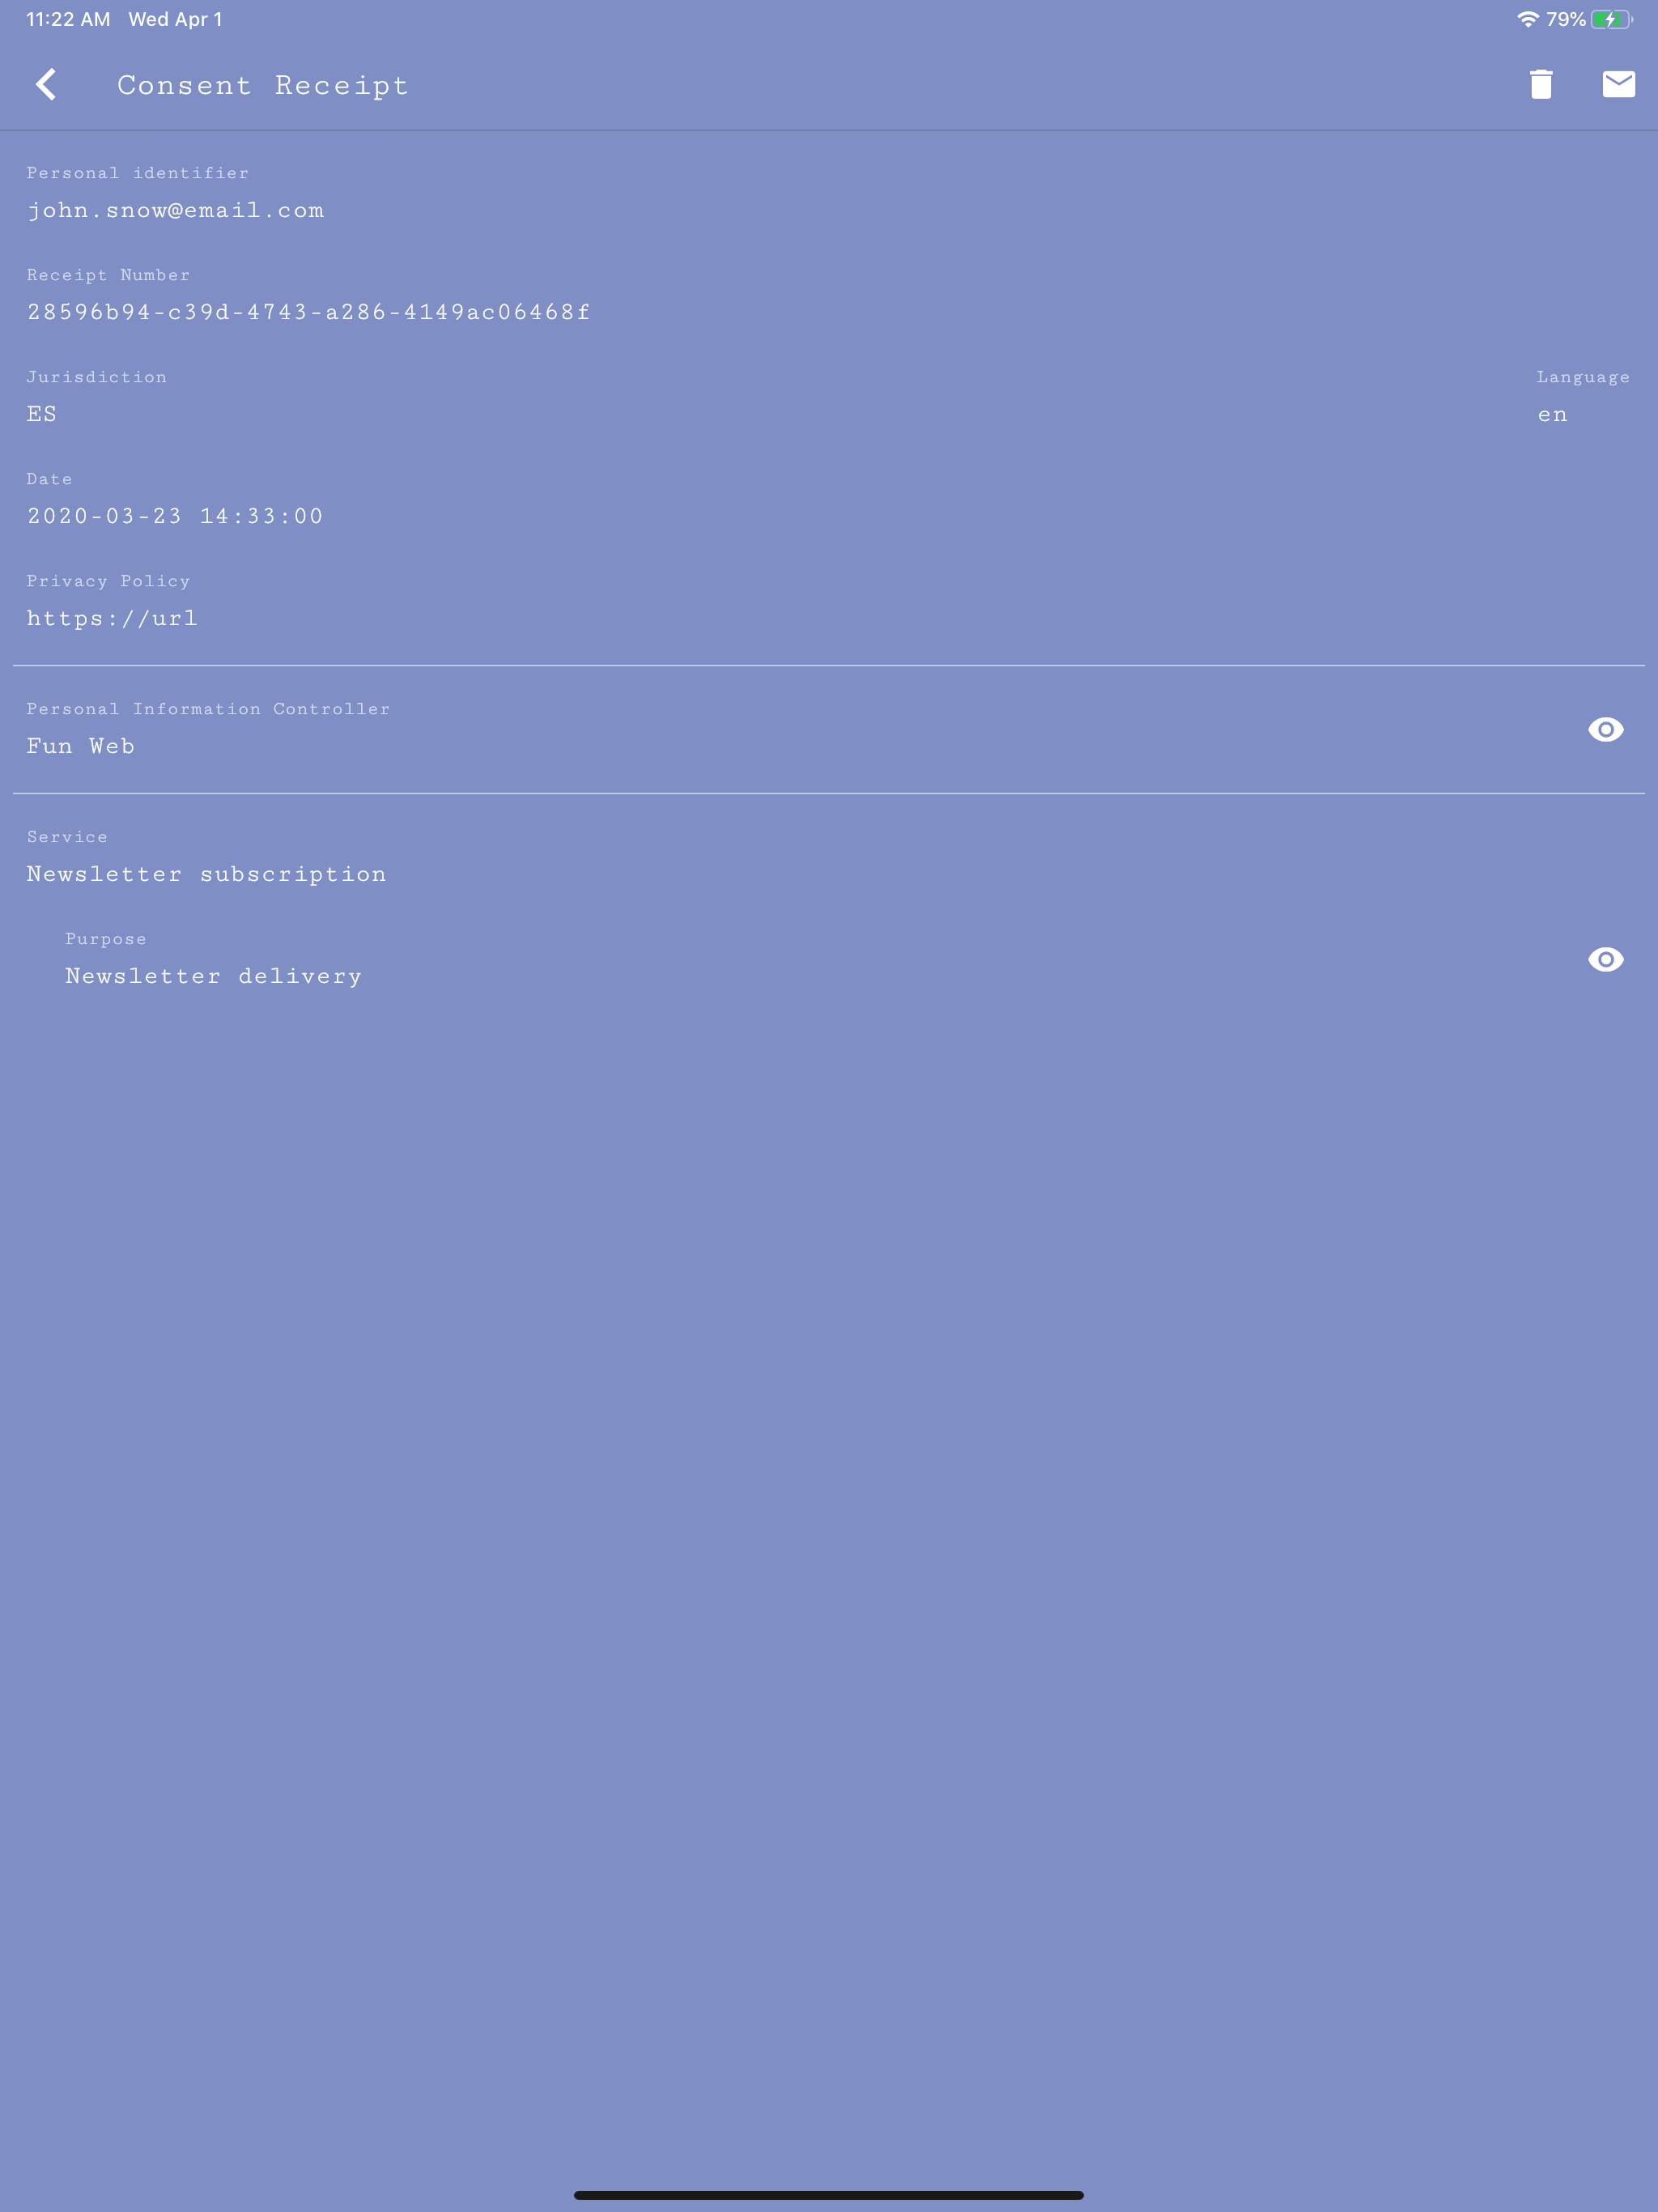 11:22 AM Wed Apr 1 79%
Consent Receipt
Personal identifier
john.snow@email.com
Receipt Number
28596b94-c39d-4743-a286-4149ac06468f
Jurisdiction Language
ES en
Date
2020-03-23 14:33:00
Privacy Policy
https://url
Personal Information Controller
Fun Web
Service
Newsletter subscription
Purpose
Newsletter delivery